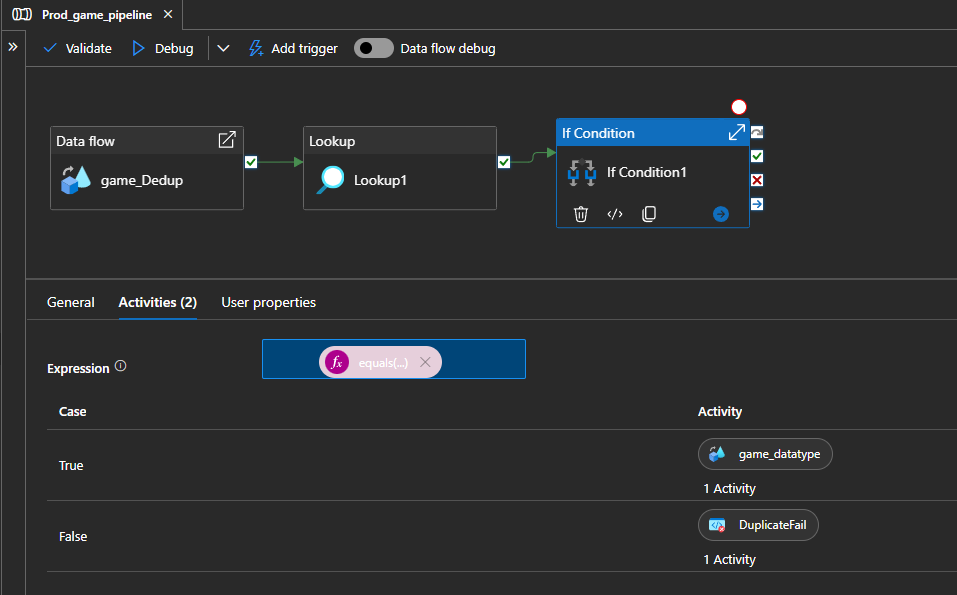 Prod_game_pipeline
Validate Debug Add trigger Data flow debug
Data flow
game_Dedup
Lookup
Lookup1
If Condition
If Condition1
General Activities (2) User properties
Expression
equals(...)
Case Activity
True
game_datatype
1 Activity
False
DuplicateFail
1 Activity